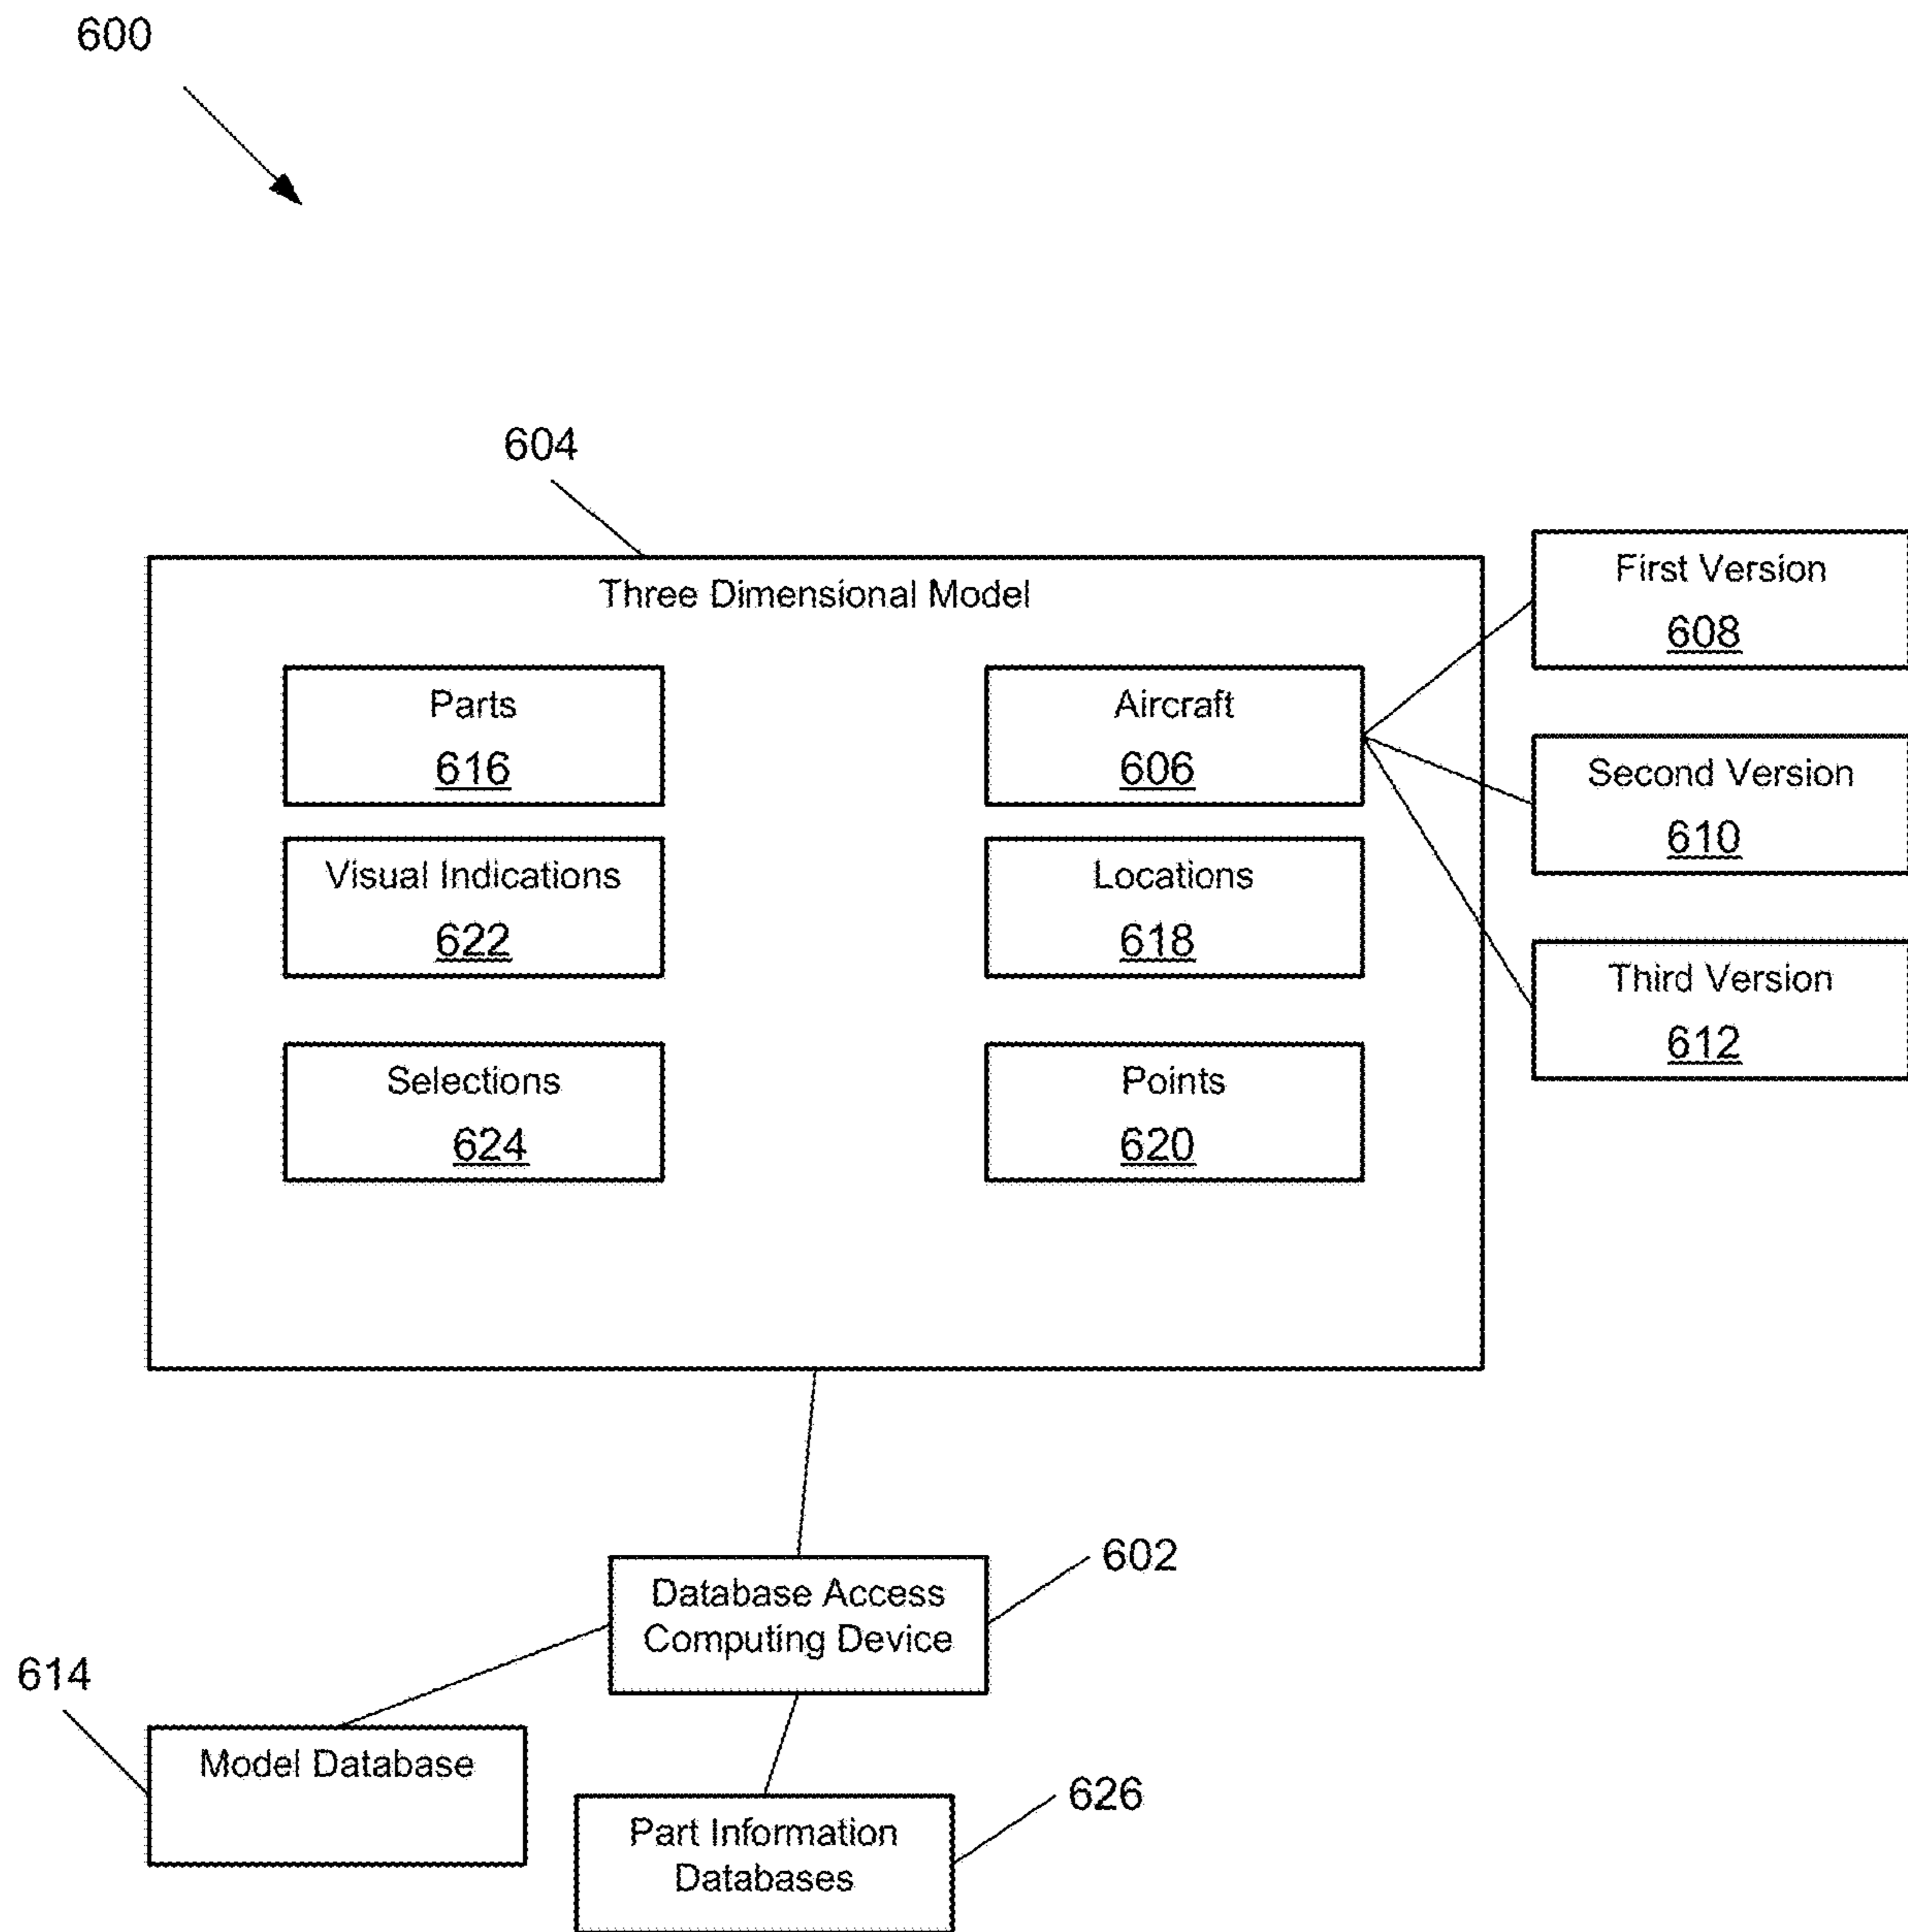 600
604
Three Dimensional Model
First Version
608
Parts
616
Aircraft
606
Second Version
610
Visual Indications
622
Locations
618
Third Version
612
Selections
624
Points
620
602
Database Access
Computing Device
614
Model Database
626
Part Information
Databases